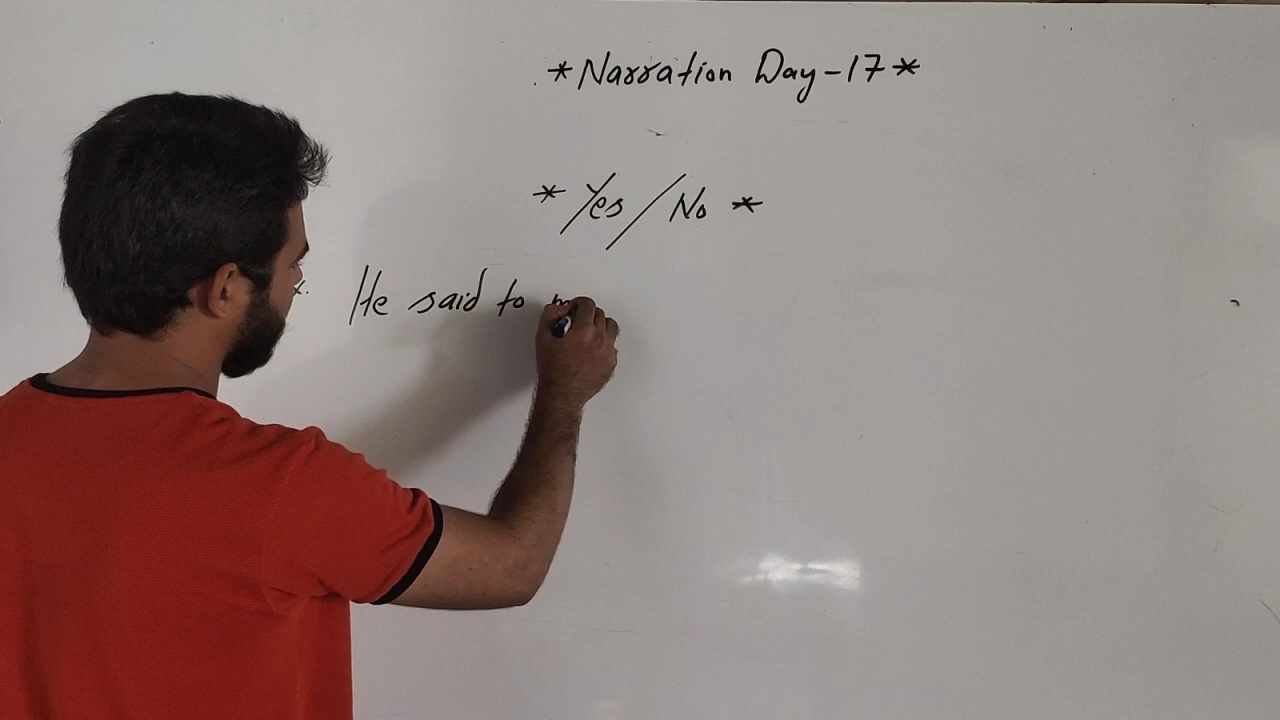 *Narration Day-17*
* Yes/No *
He said to